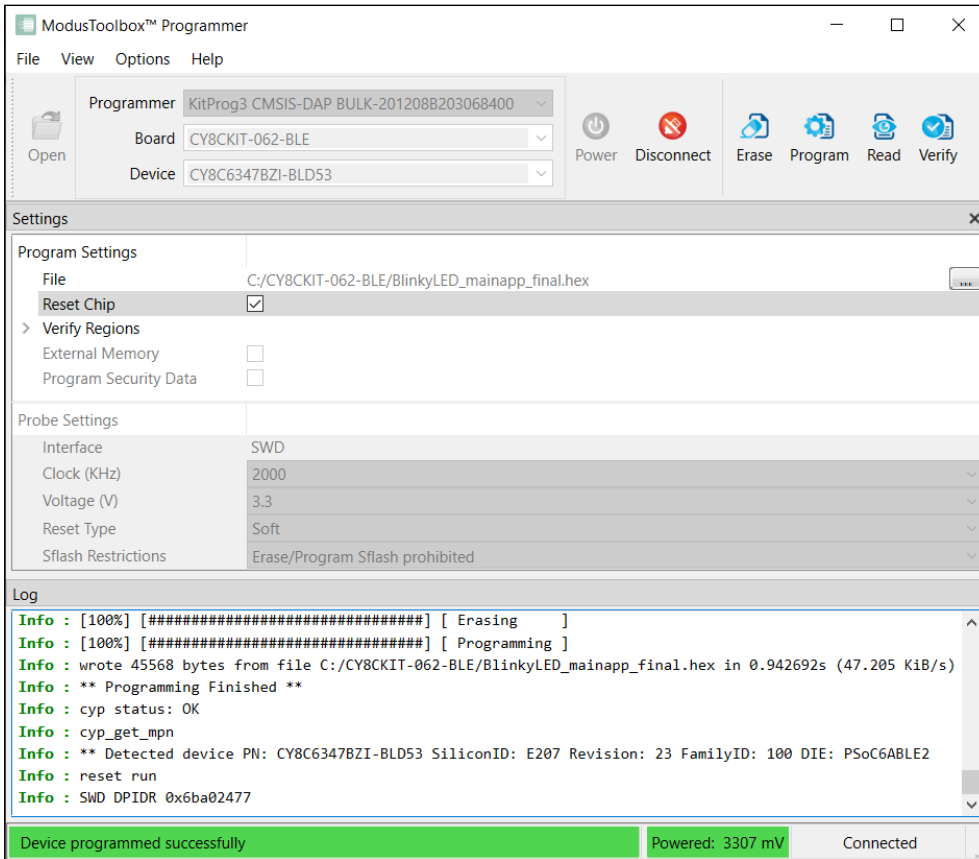 ModusToolbox™ Programmer
File View Options Help
Open
Programmer KitProg3 CMSIS-DAP BULK-201208B203068400
Board CY8CKIT-062-BLE
Device CY8C6347BZI-BLD53
Power Disconnect Erase Program Read Verify
Settings
Program Settings
File C:/CY8CKIT-062-BLE/BlinkyLED_mainapp_final.hex ...
Reset Chip
Verify Regions
External Memory
Program Security Data
Probe Settings
Interface SWD
Clock (KHz) 2000
Voltage (V) 3.3
Reset Type Soft
Sflash Restrictions Erase/Program Sflash prohibited
Log
Info : [100%] [################################] [ Erasing     ]
Info : [100%] [################################] [ Programming ]
Info : wrote 45568 bytes from file C:/CY8CKIT-062-BLE/BlinkyLED_mainapp_final.hex in 0.942692s (47.205 KiB/s)
Info : ** Programming Finished **
Info : cyp status: OK
Info : cyp_get_mpn
Info : ** Detected device PN: CY8C6347BZI-BLD53 SiliconID: E207 Revision: 23 FamilyID: 100 DIE: PSoC6ABLE2
Info : reset run
Info : SWD DPIDR 0x6ba02477
Device programmed successfully Powered: 3307 mV Connected